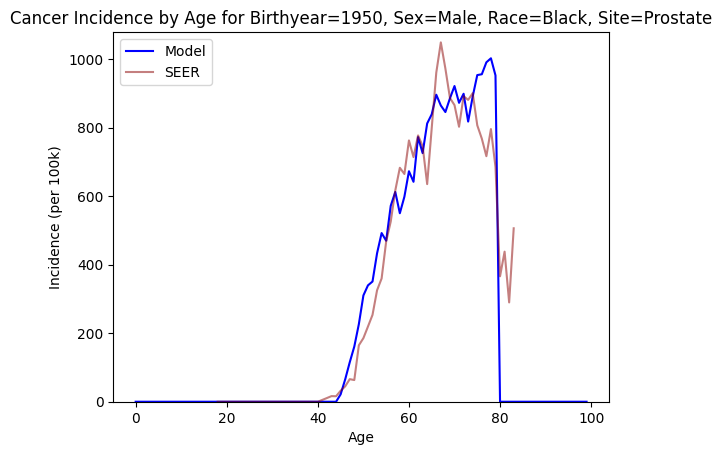 Cancer Incidence by Age for Birthyear=1950, Sex=Male, Race=Black, Site=Prostate
Model
SEER
Incidence (per 100k)
1000
800
600
400
200
0
0 20 40 60 80 100
Age